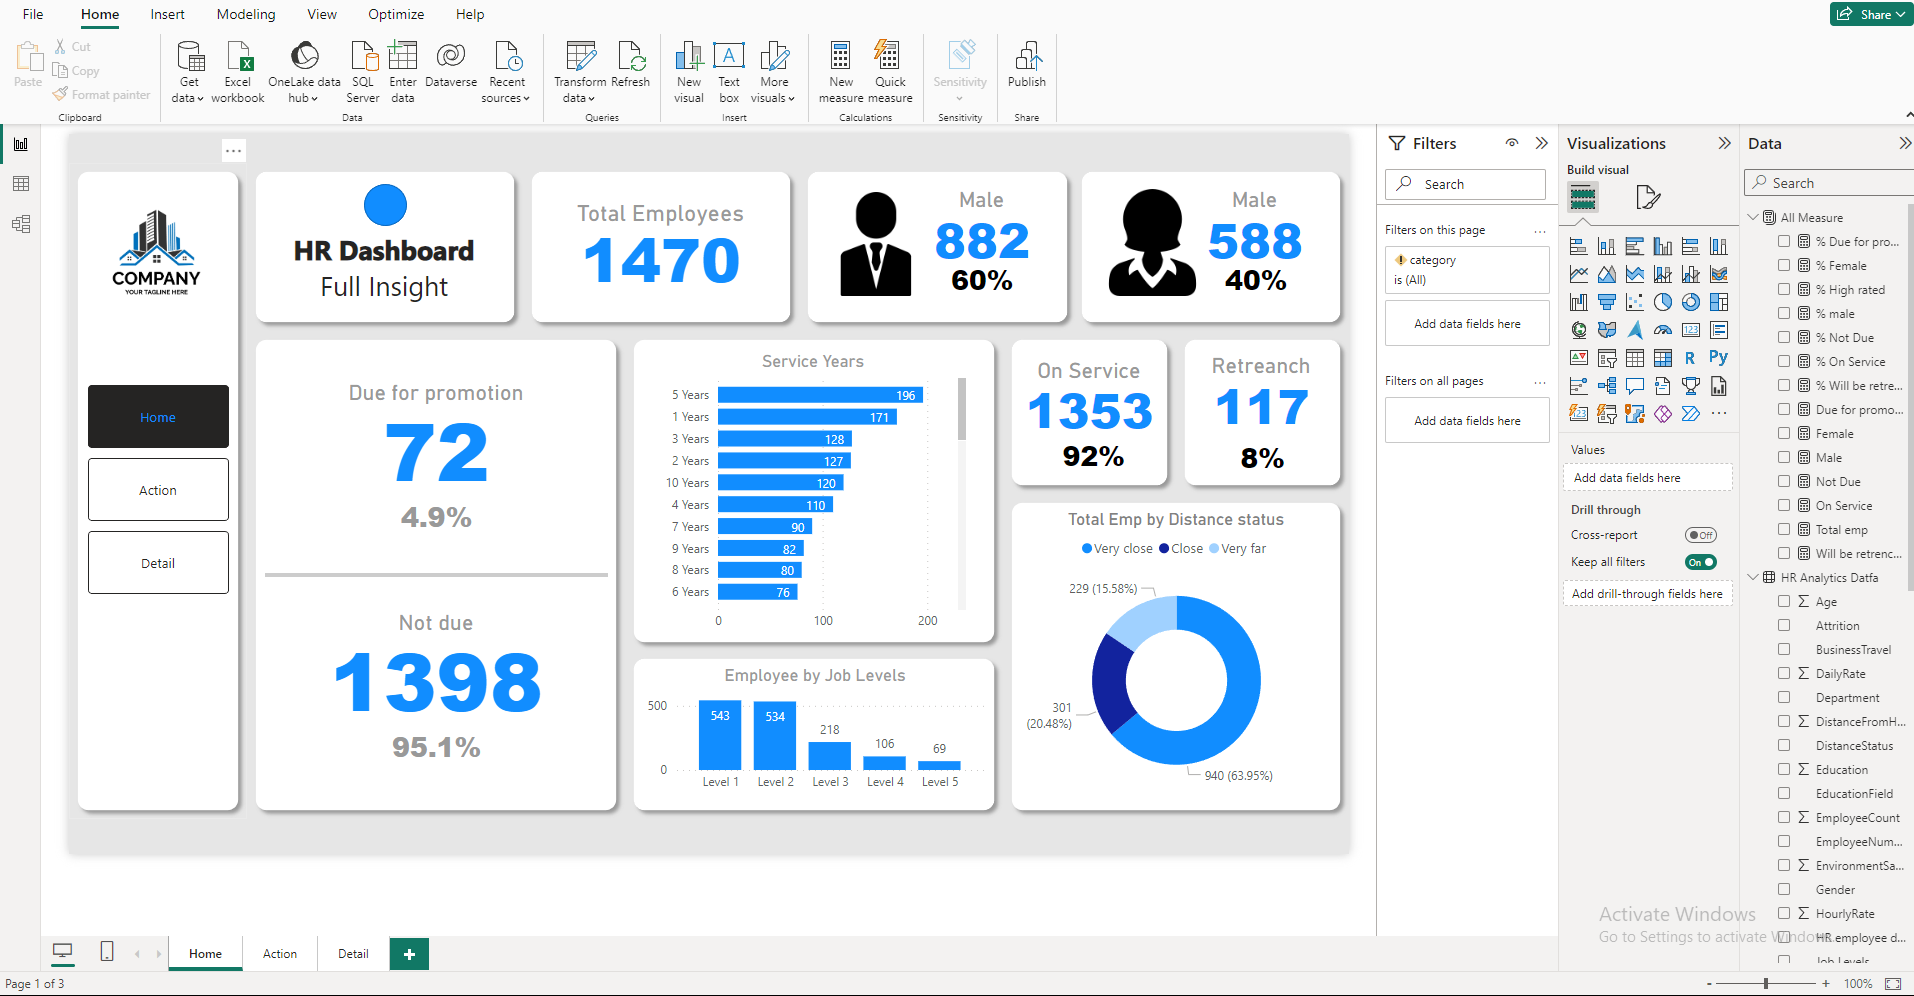 File Home Insert Modeling View Optimize Help
Share
Paste
Cut
Copy
Format painter
Clipboard
Get data
Excel workbook
OneLake data hub
SQL Server
Enter data
Dataverse
Recent sources
Data
Transform data
Refresh
Queries
New visual
Text box
More visuals
Insert
New measure
Quick measure
Calculations
Sensitivity
Sensitivity
Publish
Share
COMPANY
YOUR TAGLINE HERE
Home
Action
Detail
HR Dashboard
Full Insight
Total Employees
1470
Male
882
60%
Male
588
40%
Due for promotion
72
4.9%
Not due
1398
95.1%
Service Years
5 Years 196
1 Years 171
3 Years 128
2 Years 127
10 Years 120
4 Years 110
7 Years 90
9 Years 82
8 Years 80
6 Years 76
0 100 200
Employee by Job Levels
500
0
543 534 218 106 69
Level 1 Level 2 Level 3 Level 4 Level 5
On Service
1353
92%
Retreanch
117
8%
Total Emp by Distance status
Very close Close Very far
229 (15.58%)
301
(20.48%)
940 (63.95%)
Filters
Search
Filters on this page
category
is (All)
Add data fields here
Filters on all pages
Add data fields here
Visualizations
Build visual
123
R Py
123
Values
Add data fields here
Drill through
Cross-report Off
Keep all filters On
Add drill-through fields here
Data
Search
All Measure
% Due for pro...
% Female
% High rated
% male
% Not Due
% On Service
% Will be retre...
Due for promo...
Female
Male
Not Due
On Service
Total emp
Will be retrenc...
HR Analytics Datfa
Age
Attrition
BusinessTravel
DailyRate
Department
DistanceFromH...
DistanceStatus
Education
EducationField
EmployeeCount
EmployeeNum...
EnvironmentSa...
Gender
HourlyRate
HR employee d...
Job Levels
Activate Windows
Go to Settings to activate Windows.
Home Action Detail
Page 1 of 3
- + 100%